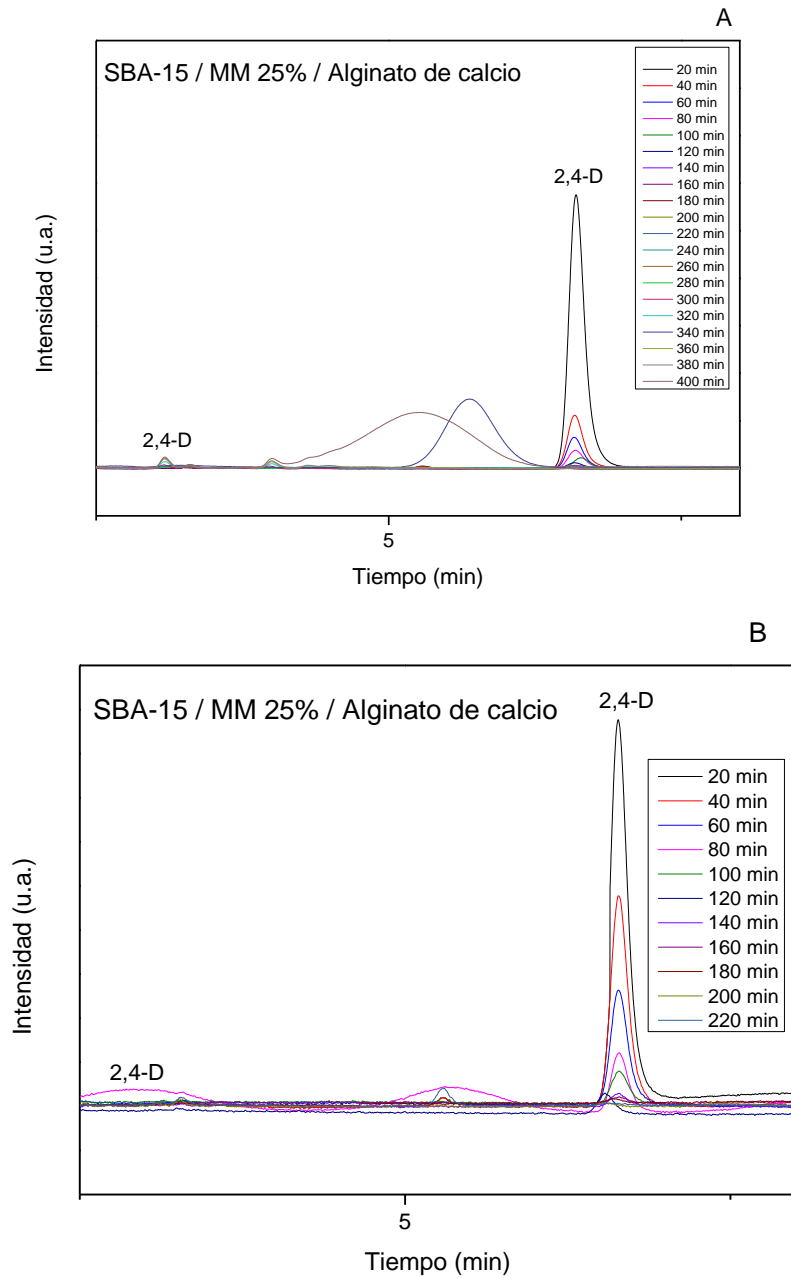 A
SBA-15 / MM 25% / Alginato de calcio
20 min
40 min
60 min
80 min
100 min
120 min
140 min
160 min
180 min
200 min
220 min
240 min
260 min
280 min
300 min
320 min
340 min
360 min
380 min
400 min
2,4-D
2,4-D
Intensidad (u.a.)
5
Tiempo (min)
B
SBA-15 / MM 25% / Alginato de calcio
2,4-D
20 min
40 min
60 min
80 min
100 min
120 min
140 min
160 min
180 min
200 min
220 min
2,4-D
Intensidad (u.a.)
5
Tiempo (min)